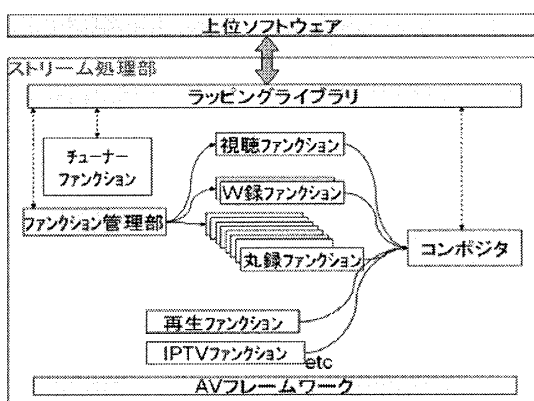 上位ソフトウェア
ストリーム処理部
ラッピングライブラリ
チューナー
ファンクション
視聴ファンクション
W録ファンクション
ファンクション管理部
丸録ファンクション
コンポジタ
再生ファンクション
IPTVファンクション
etc
AVフレームワーク